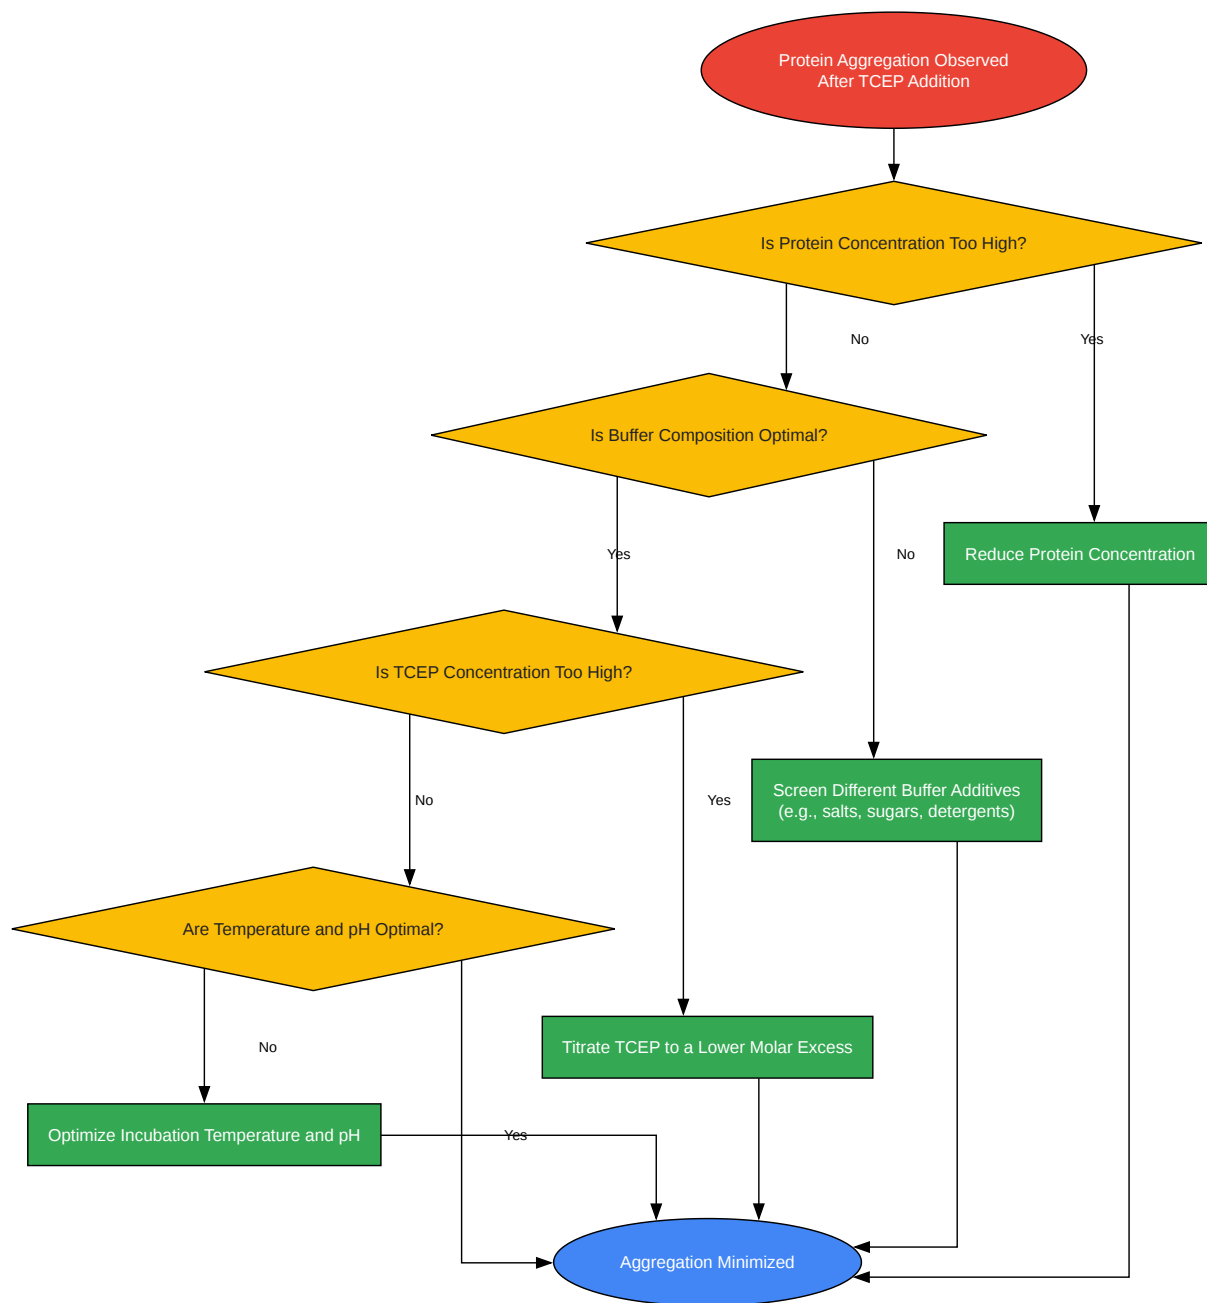 Protein Aggregation Observed
After TCEP Addition
Is Protein Concentration Too High?
No
Yes
Is Buffer Composition Optimal?
Yes
No
Reduce Protein Concentration
Is TCEP Concentration Too High?
No
Yes
Screen Different Buffer Additives
(e.g., salts, sugars, detergents)
Are Temperature and pH Optimal?
No
Titrate TCEP to a Lower Molar Excess
Optimize Incubation Temperature and pH
Yes
Aggregation Minimized